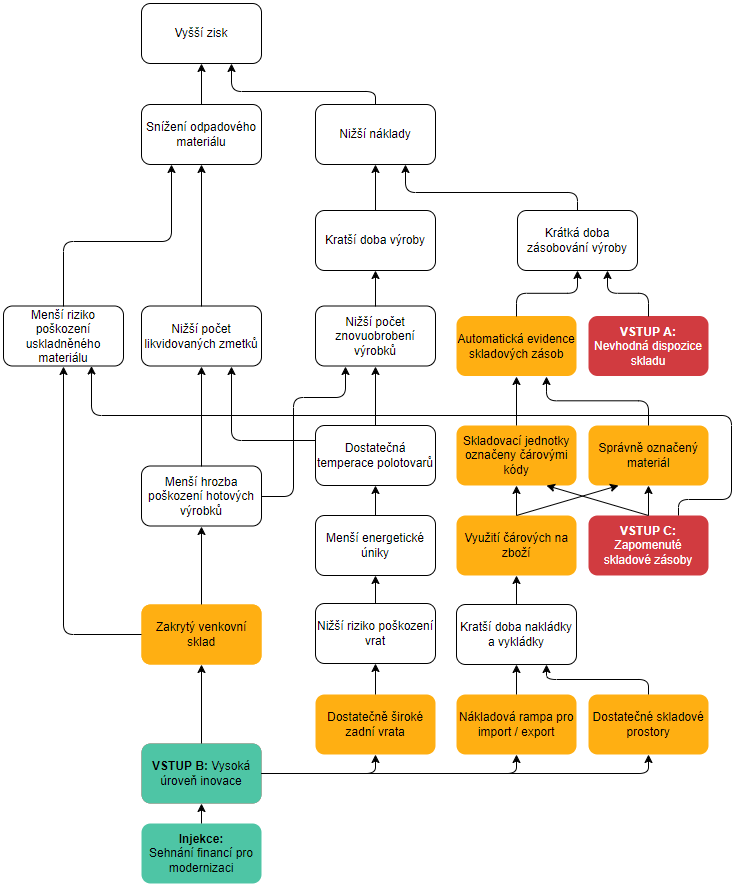 Vyšší zisk
Snížení odpadového
materiálu
Nižší náklady
Kratší doba výroby
Krátká doba
zásobování výroby
Menší riziko
poškození
uskladněného
materiálu
Nižší počet
likvidovaných zmetků
Nižší počet
znovuobrobení
výrobků
Automatická evidence
skladových zásob
VSTUP A:
Nevhodná dispozice
skladu
Dostatečná
temperace polotovarů
Skladovací jednotky
označeny čárovými
kódy
Správně označený
materiál
Menší hrozba
poškození hotových
výrobků
Menší energetické
úniky
Využití čárových na
zboží
VSTUP C:
Zapomenuté
skladové zásoby
Zakrytý venkovní
sklad
Nižší riziko poškození
vrat
Kratší doba nakládky
a vykládky
Dostatečně široké
zadní vrata
Nákladová rampa pro
import / export
Dostatečné skladové
prostory
VSTUP B: Vysoká
úroveň inovace
Injekce:
Sehnání financí pro
modernizaci